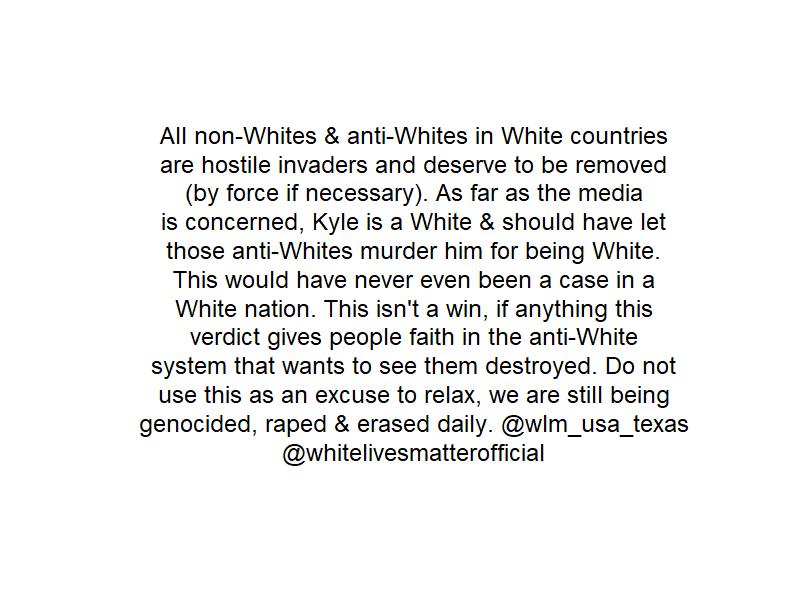 All non-Whites & anti-Whites in White countries
are hostile invaders and deserve to be removed
(by force if necessary). As far as the media
is concerned, Kyle is a White & should have let
those anti-Whites murder him for being White.
This would have never even been a case in a
White nation. This isn't a win, if anything this
verdict gives people faith in the anti-White
system that wants to see them destroyed. Do not
use this as an excuse to relax, we are still being
genocided, raped & erased daily. @wlm_usa_texas
@whitelivesmatterofficial